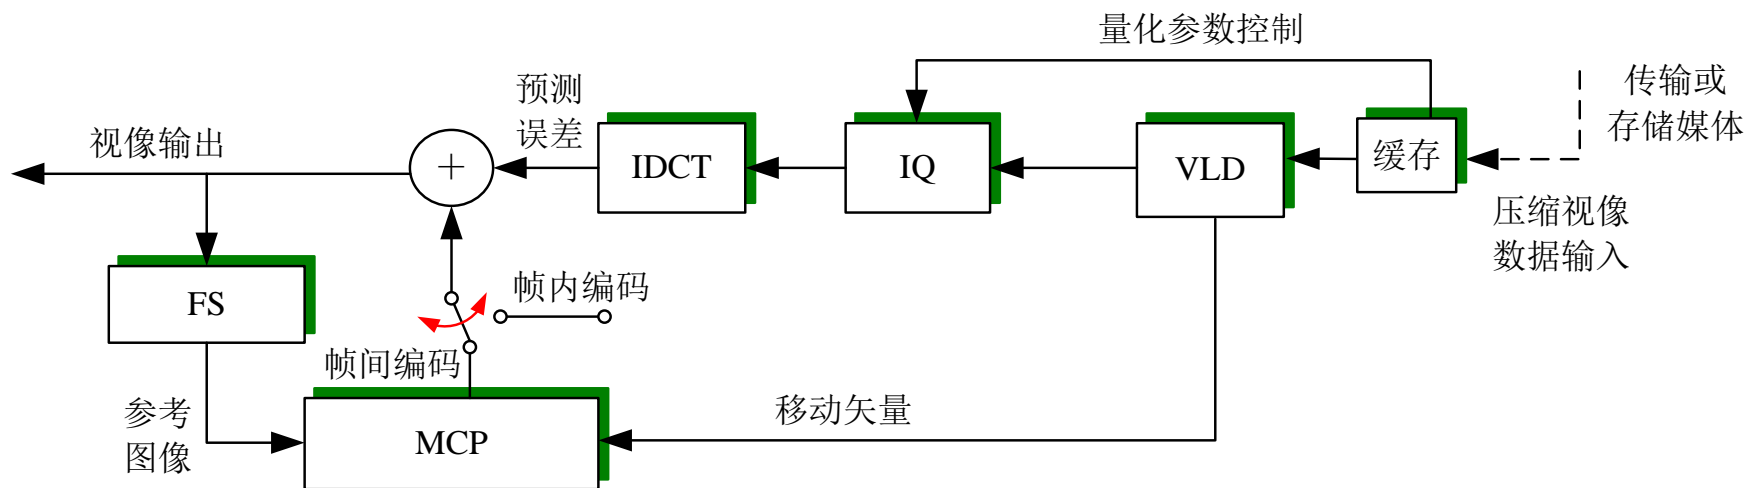 量化参数控制
传输或
存储媒体
预测
误差
视像输出
+
IDCT
IQ
VLD
缓存
压缩视像
数据输入
FS
帧内编码
帧间编码
参考
图像
MCP
移动矢量